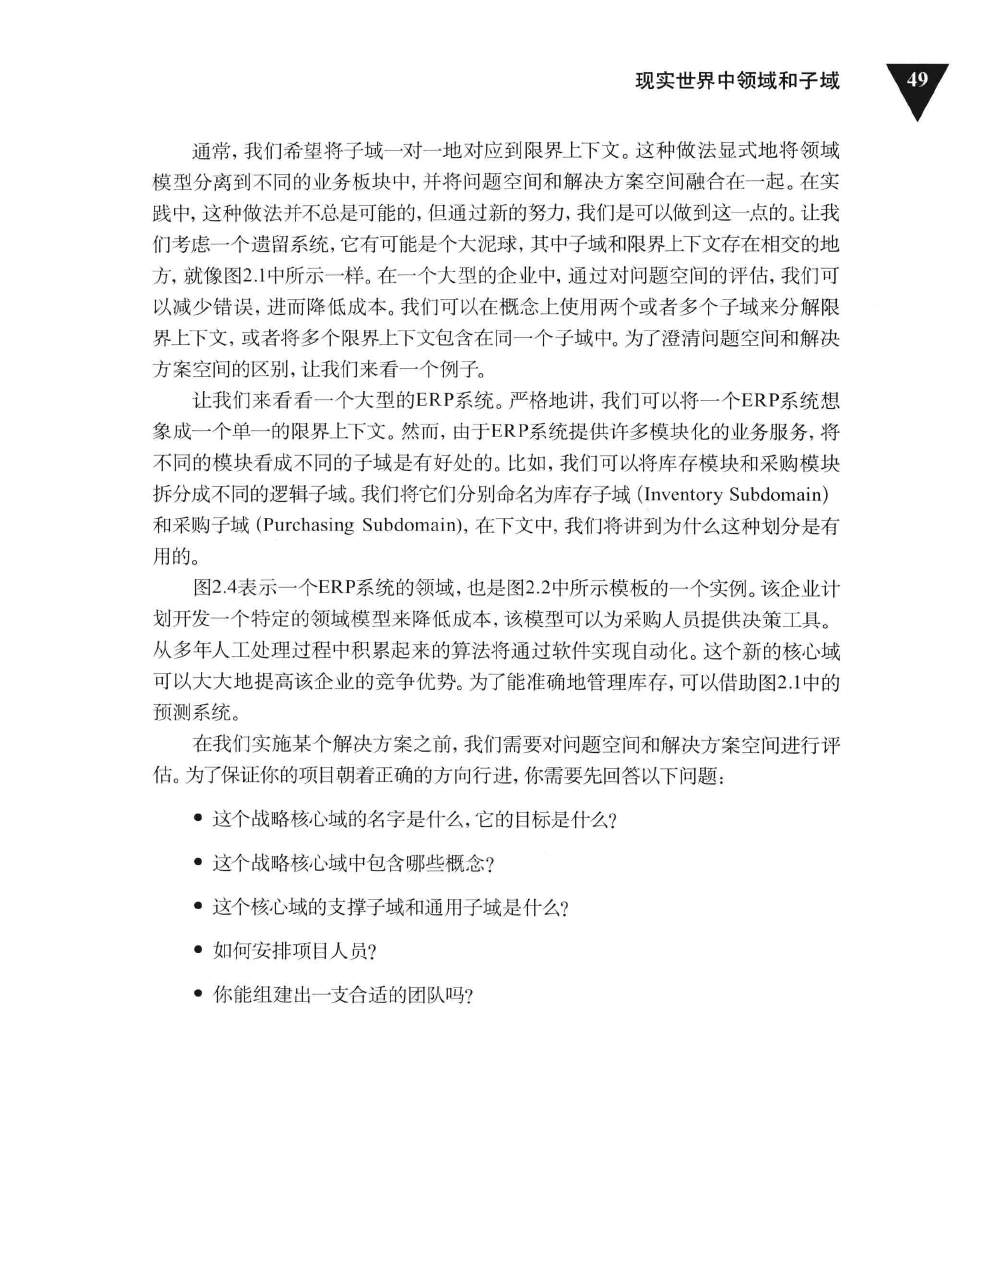 现实世界中领域和子域
49
通常，我们希望将子域一对一地对应到限界上下文。这种做法显式地将领域
模型分离到不同的业务板块中，并将问题空间和解决方案空间融合在一起。在实
践中，这种做法并不总是可能的，但通过新的努力，我们是可以做到这一点的。让我
们考虑一个遗留系统，它有可能是个大泥球，其中子域和限界上下文存在相交的地
方，就像图2.1中所示一样。在一个大型的企业中，通过对问题空间的评估，我们可
以减少错误，进而降低成本。我们可以在概念上使用两个或者多个子域来分解限
界上下文，或者将多个限界上下文包含在同一个子域中。为了澄清问题空间和解决
方案空间的区别，让我们来看一个例子。
让我们来看看一个大型的ERP系统。严格地讲，我们可以将一个ERP系统想
象成一个单一的限界上下文。然而，由于ERP系统提供许多模块化的业务服务，将
不同的模块看成不同的子域是有好处的。比如，我们可以将库存模块和采购模块
拆分成不同的逻辑子域。我们将它们分别命名为库存子域（Inventory Subdomain）
和采购子域（Purchasing Subdomain），在下文中，我们将讲到为什么这种划分是有
用的。
图2.4表示一个ERP系统的领域，也是图2.2中所示模板的一个实例。该企业计
划开发一个特定的领域模型来降低成本，该模型可以为采购人员提供决策工具。
从多年人工处理过程中积累起来的算法将通过软件实现自动化。这个新的核心域
可以大大地提高该企业的竞争优势。为了能准确地管理库存，可以借助图2.1中的
预测系统。
在我们实施某个解决方案之前，我们需要对问题空间和解决方案空间进行评
估。为了保证你的项目朝着正确的方向行进，你需要先回答以下问题：
• 这个战略核心域的名字是什么，它的目标是什么？
• 这个战略核心域中包含哪些概念？
• 这个核心域的支撑子域和通用子域是什么？
• 如何安排项目人员？
• 你能组建出一支合适的团队吗？